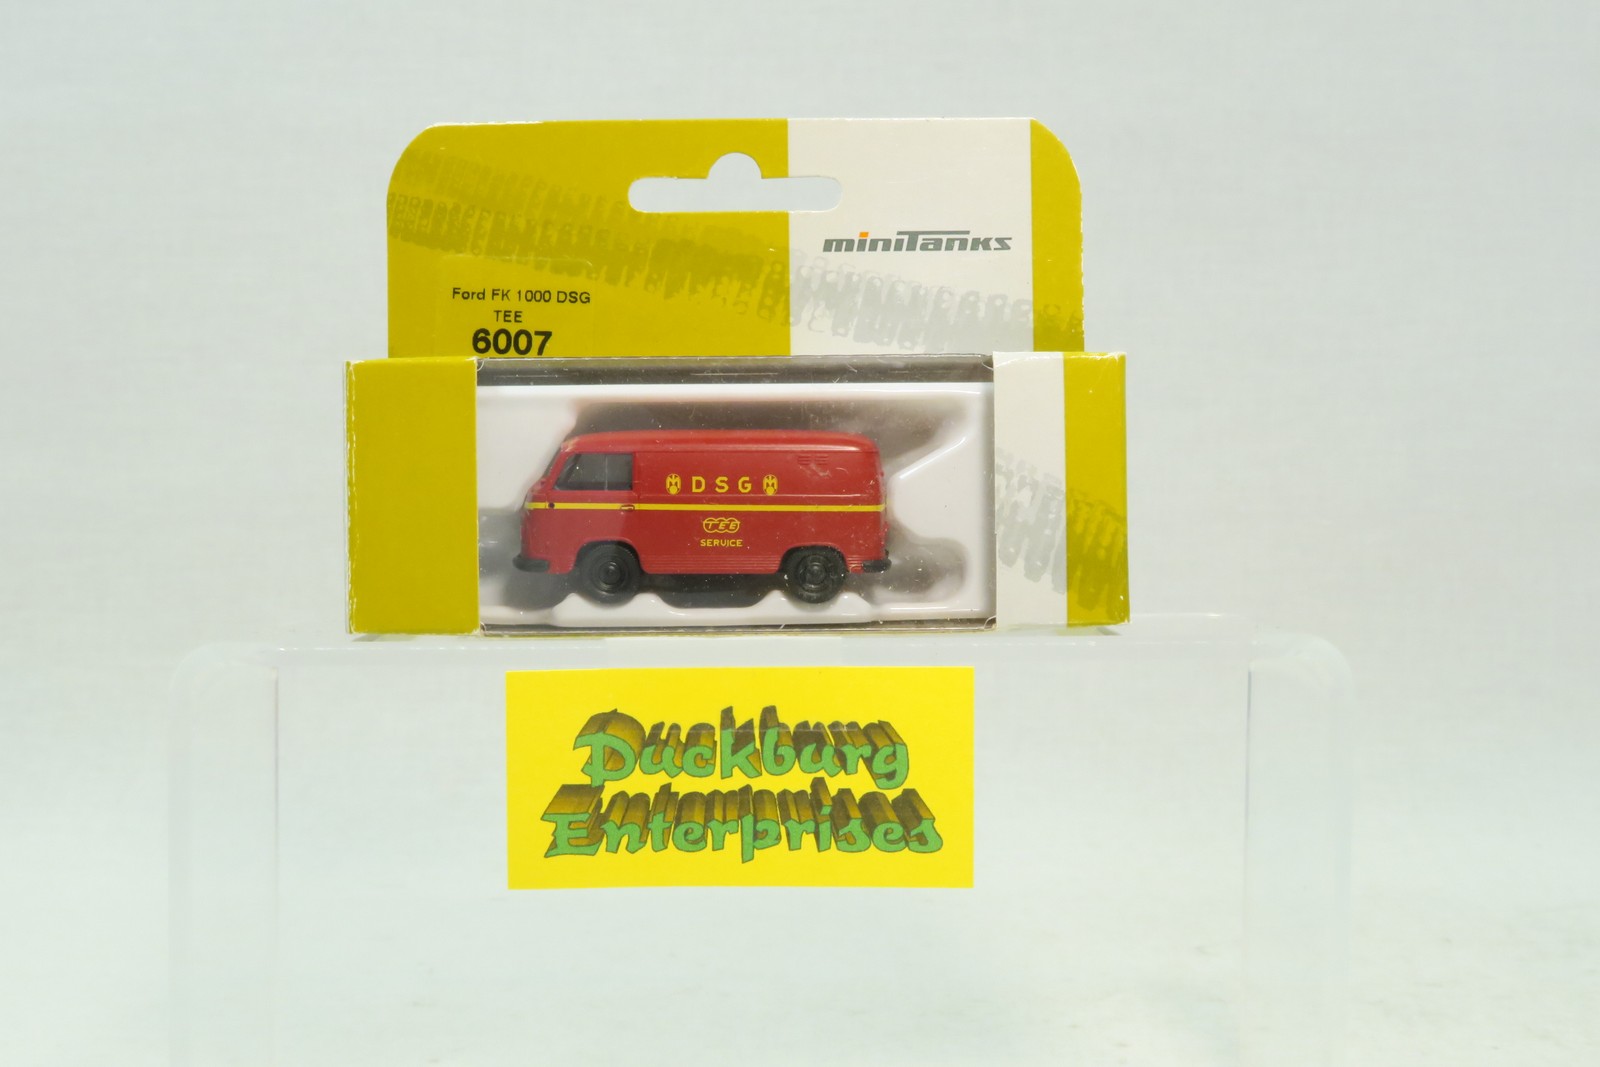 miniTanks
Ford FK 1000 DSG
TEE
6007
DSG
TEE
SERVICE
Duckburg
Enterprises